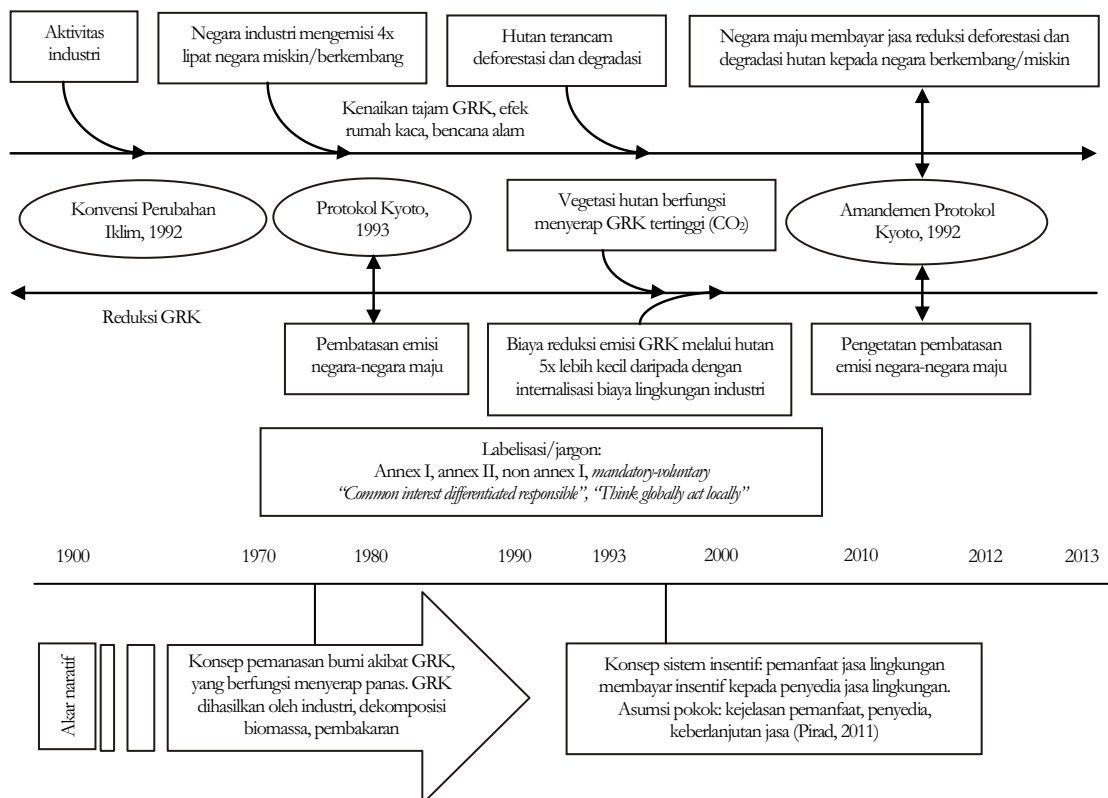 Aktivitas
industri
Negara industri mengemisi 4x
lipat negara miskin/berkembang
Hutan terancam
deforestasi dan degradasi
Negara maju membayar jasa reduksi deforestasi dan
degradasi hutan kepada negara berkembang/miskin
Kenaikan tajam GRK, efek
rumah kaca, bencana alam
Konvensi Perubahan
Iklim, 1992
Protokol Kyoto,
1993
Vegetasi hutan berfungsi
menyerap GRK tertinggi (CO₂)
Amandemen Protokol
Kyoto, 1992
Reduksi GRK
Pembatasan emisi
negara-negara maju
Biaya reduksi emisi GRK melalui hutan
5x lebih kecil daripada dengan
internalisasi biaya lingkungan industri
Pengetatan pembatasan
emisi negara-negara maju
Labelisasi/jargon:
Annex I, annex II, non annex I, mandatory-voluntary
“Common interest differentiated responsible”, “Think globally act locally”
1900 1970 1980 1990 1993 2000 2010 2012 2013
Akar naratif
Konsep pemanasan bumi akibat GRK,
yang berfungsi menyerap panas. GRK
dihasilkan oleh industri, dekomposisi
biomassa, pembakaran
Konsep sistem insentif: pemanfaat jasa lingkungan
membayar insentif kepada penyedia jasa lingkungan.
Asumsi pokok: kejelasan pemanfaat, penyedia,
keberlanjutan jasa (Pirad, 2011)